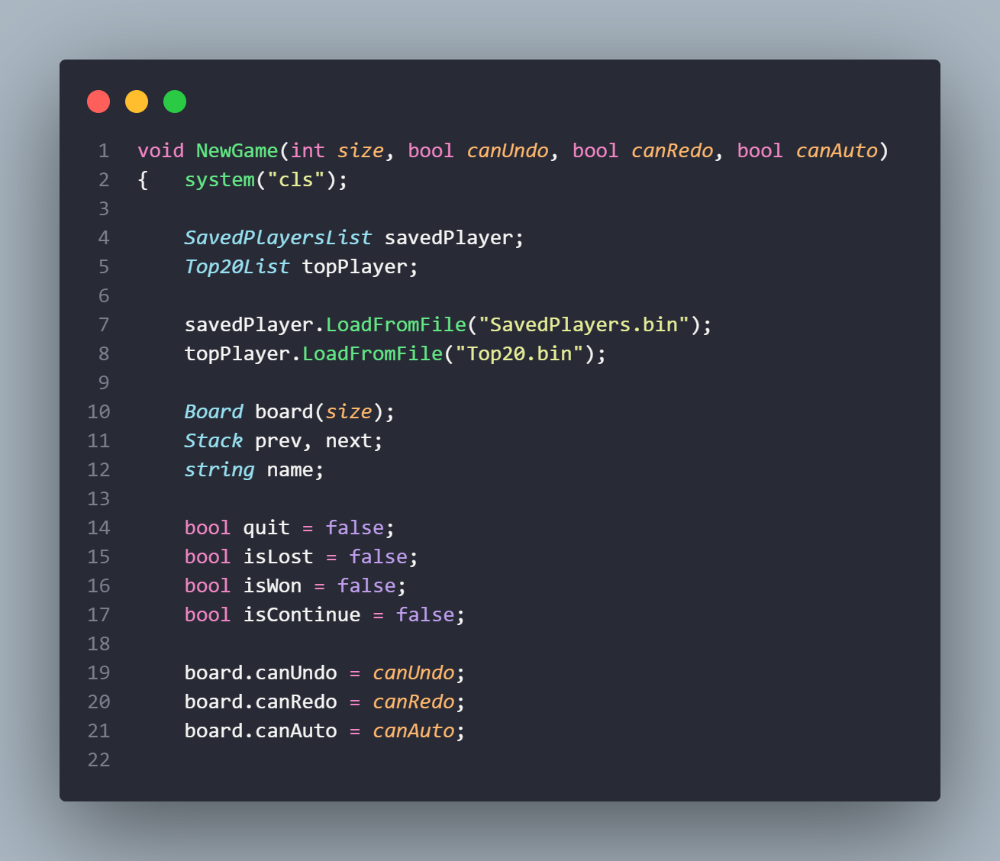 1 void NewGame(int size, bool canUndo, bool canRedo, bool canAuto)
2 {   system("cls");
3
4     SavedPlayersList savedPlayer;
5     Top20List topPlayer;
6
7     savedPlayer.LoadFromFile("SavedPlayers.bin");
8     topPlayer.LoadFromFile("Top20.bin");
9
10     Board board(size);
11     Stack prev, next;
12     string name;
13
14     bool quit = false;
15     bool isLost = false;
16     bool isWon = false;
17     bool isContinue = false;
18
19     board.canUndo = canUndo;
20     board.canRedo = canRedo;
21     board.canAuto = canAuto;
22